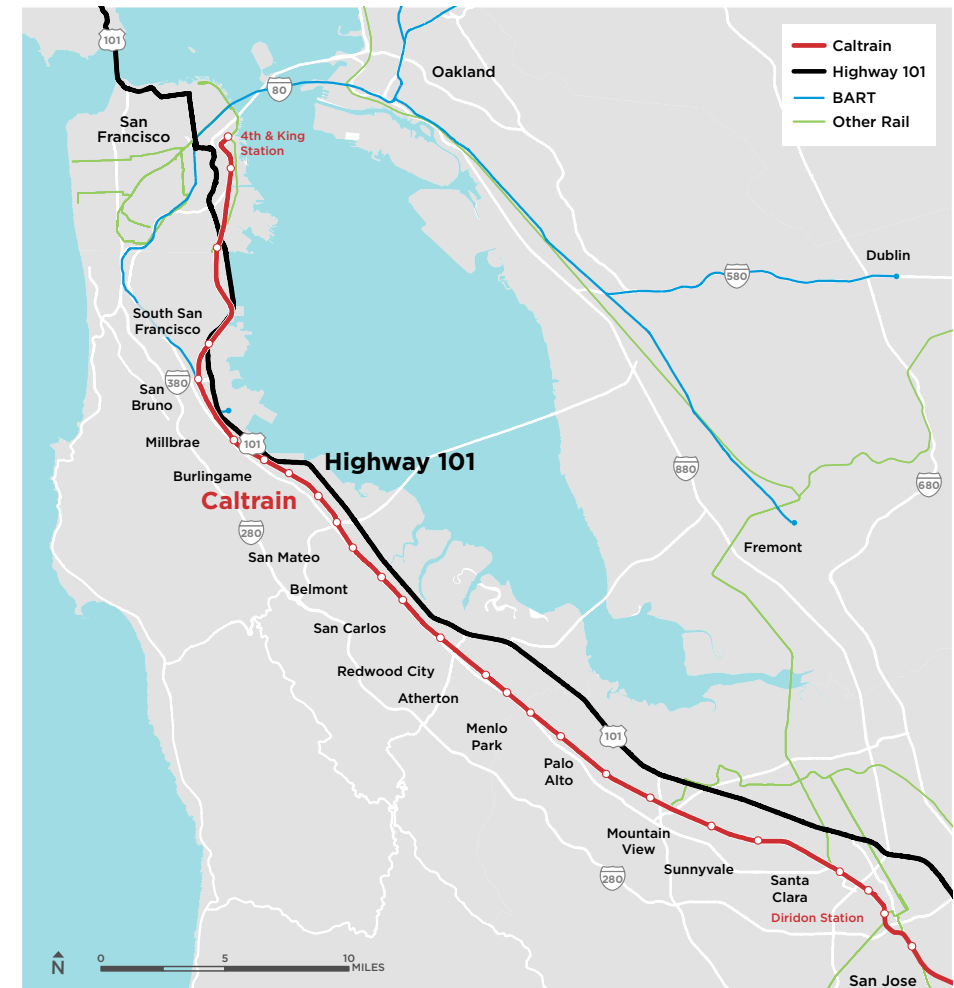 101
Caltrain
Highway 101
BART
Other Rail
Oakland
80
San
Francisco
4th & King
Station
Dublin
580
South San
Francisco
380
San
Bruno
Millbrae
101
Highway 101
Burlingame
Caltrain
880
680
280
Fremont
San Mateo
Belmont
San Carlos
Redwood City
Atherton
Menlo
Park
101
Palo
Alto
Mountain
View
Sunnyvale
280
Santa
Clara
Diridon Station
San Jose
N
0 5 10
MILES